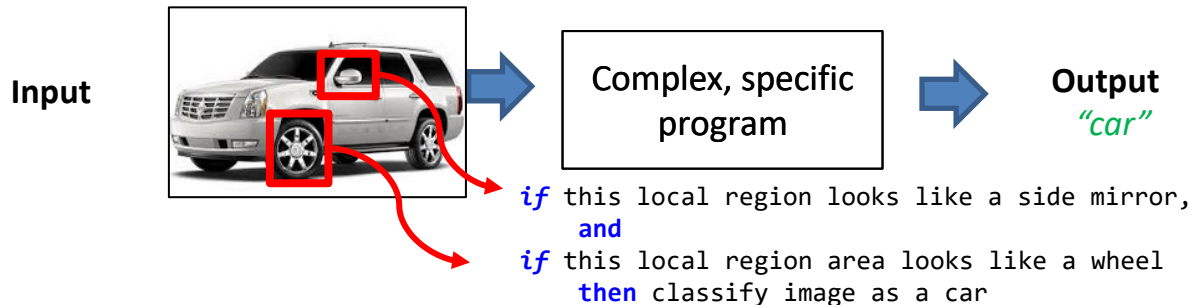 Input
Complex, specific
program
Output
“car”
if this local region looks like a side mirror,
and
if this local region area looks like a wheel
then classify image as a car